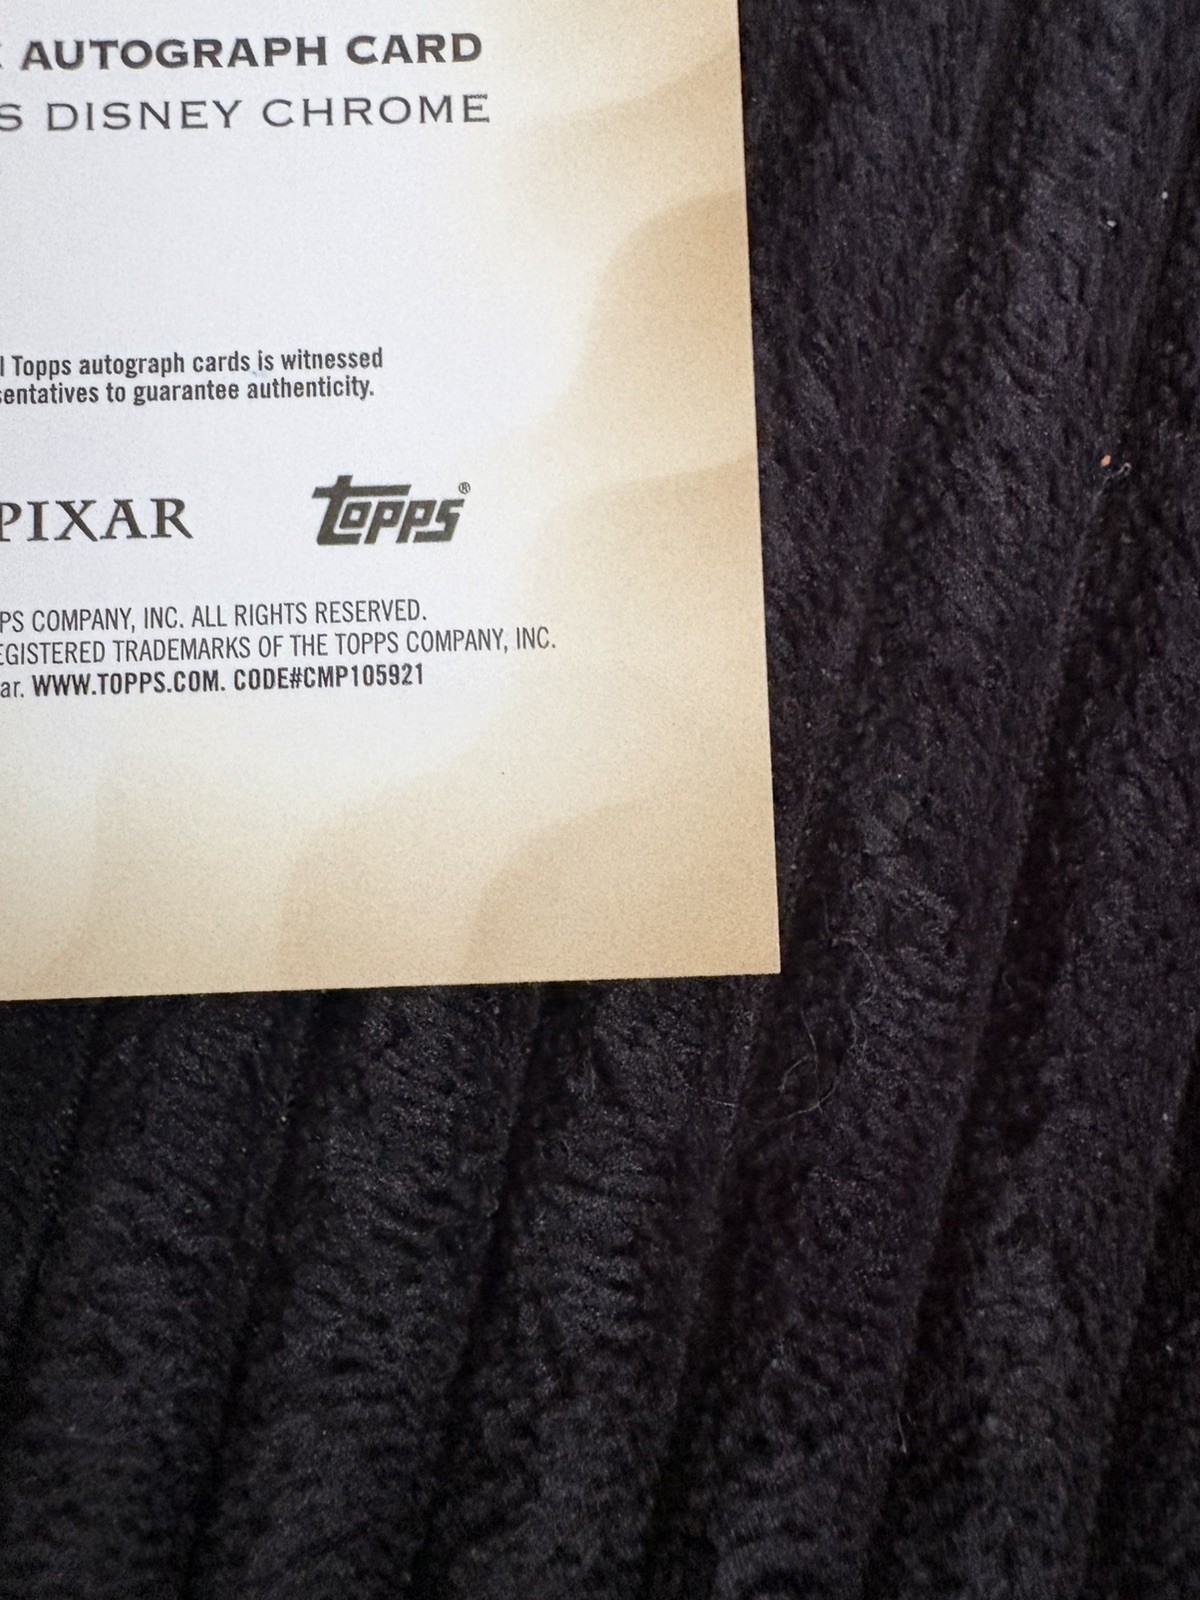 AUTOGRAPH CARD
S DISNEY CHROME
l Topps autograph cards is witnessed
sentatives to guarantee authenticity.
PIXAR
topps®
PS COMPANY, INC. ALL RIGHTS RESERVED.
EGISTERED TRADEMARKS OF THE TOPPS COMPANY, INC.
ar. WWW.TOPPS.COM. CODE#CMP105921